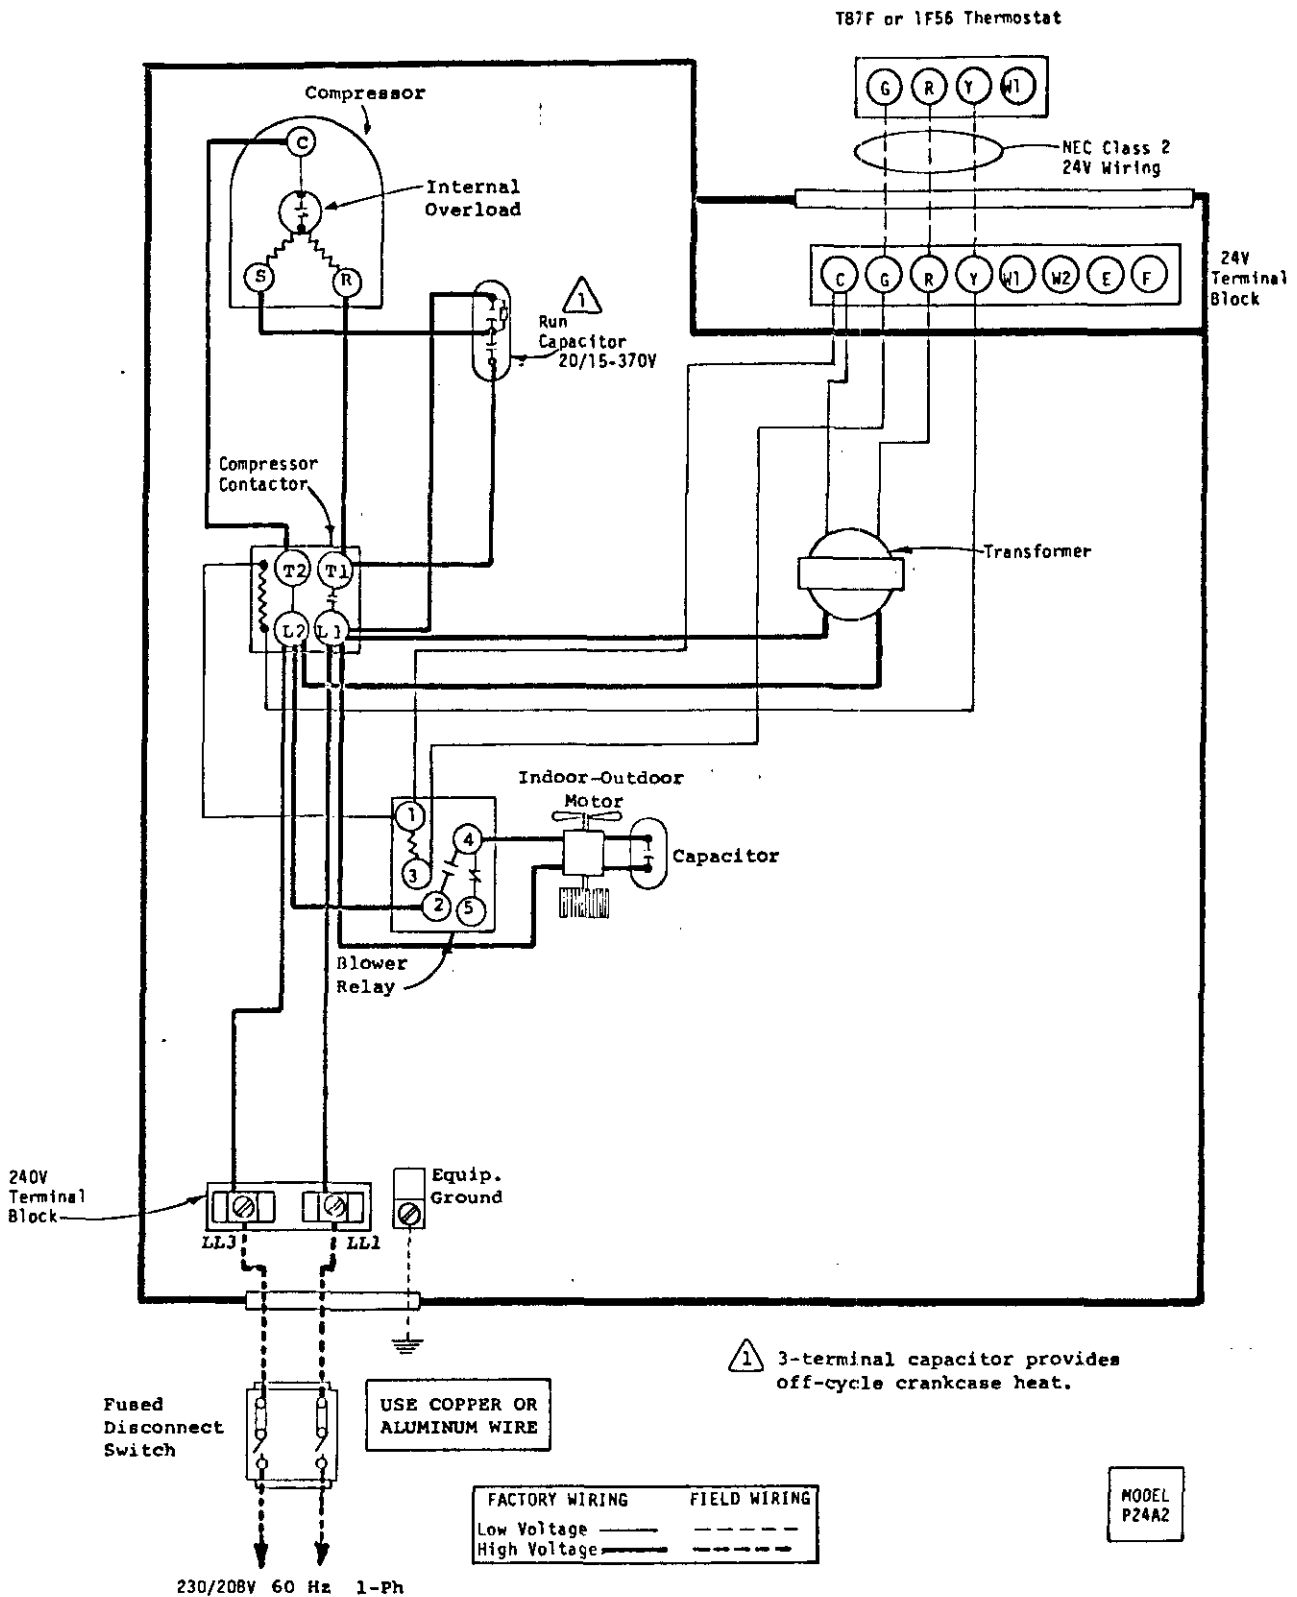 T87F or 1F56 Thermostat
G R Y W1
Compressor
C
NEC Class 2
24V Wiring
Internal
Overload
S R
C G R Y W1 W2 E F
24V
Terminal
Block
1
Run
Capacitor
20/15-370V
Compressor
Contactor
T2 T1
L2 L1
Transformer
Indoor-Outdoor
Motor
1
4
3
2 5
Capacitor
Blower
Relay
240V
Terminal
Block
Equip.
Ground
LL3 LL1
1 3-terminal capacitor provides
off-cycle crankcase heat.
Fused
Disconnect
Switch
USE COPPER OR
ALUMINUM WIRE
FACTORY WIRING FIELD WIRING
Low Voltage
High Voltage
MODEL
P24A2
230/208V 60 Hz 1-Ph